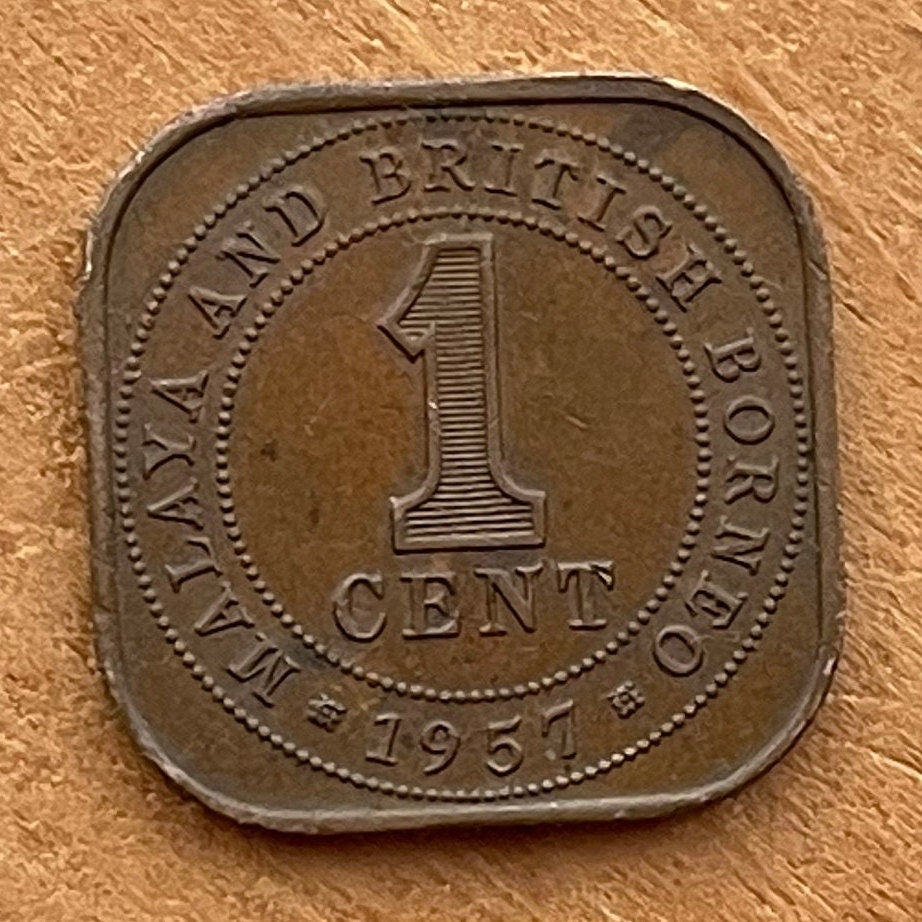 MALAYA AND BRITISH BORNEO
1
CENT
1957